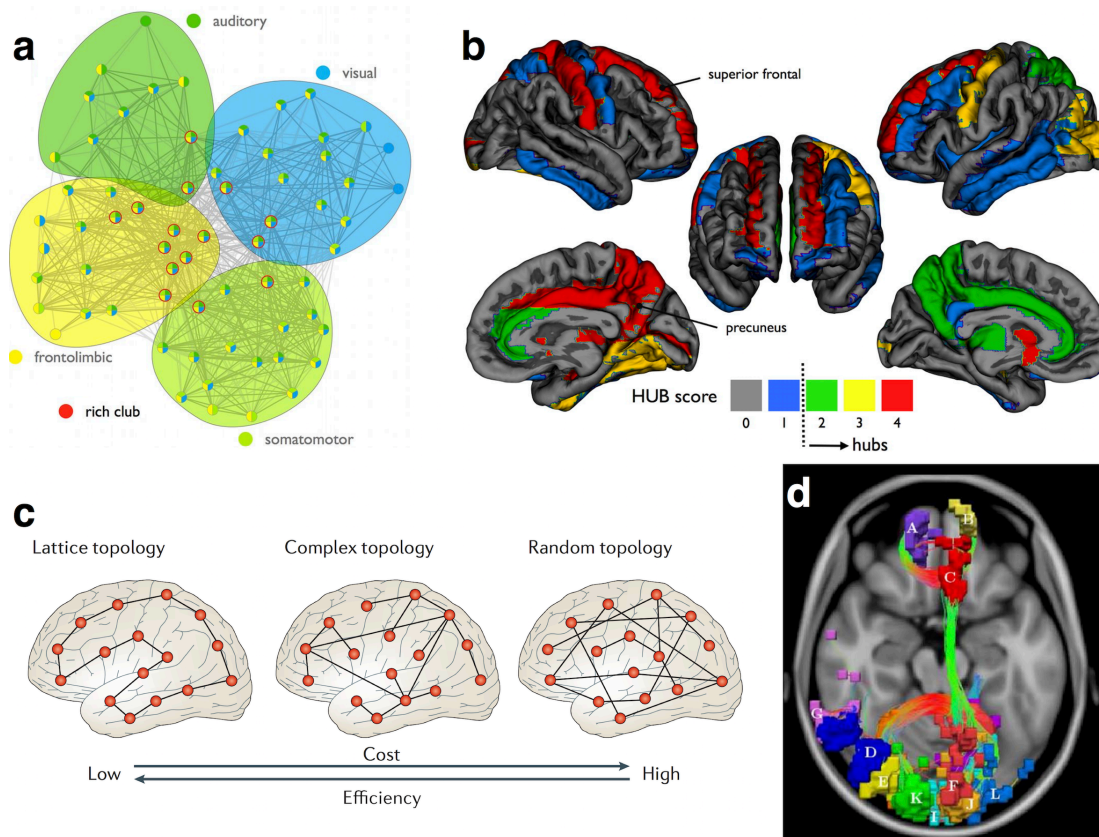 a
auditory
visual
frontolimbic
rich club
somatomotor
b
superior frontal
precuneus
HUB score
0 1 2 3 4
hubs
c
Lattice topology Complex topology Random topology
Cost
Low High
Efficiency
d
A B
C
G
D
E F L
K J
I